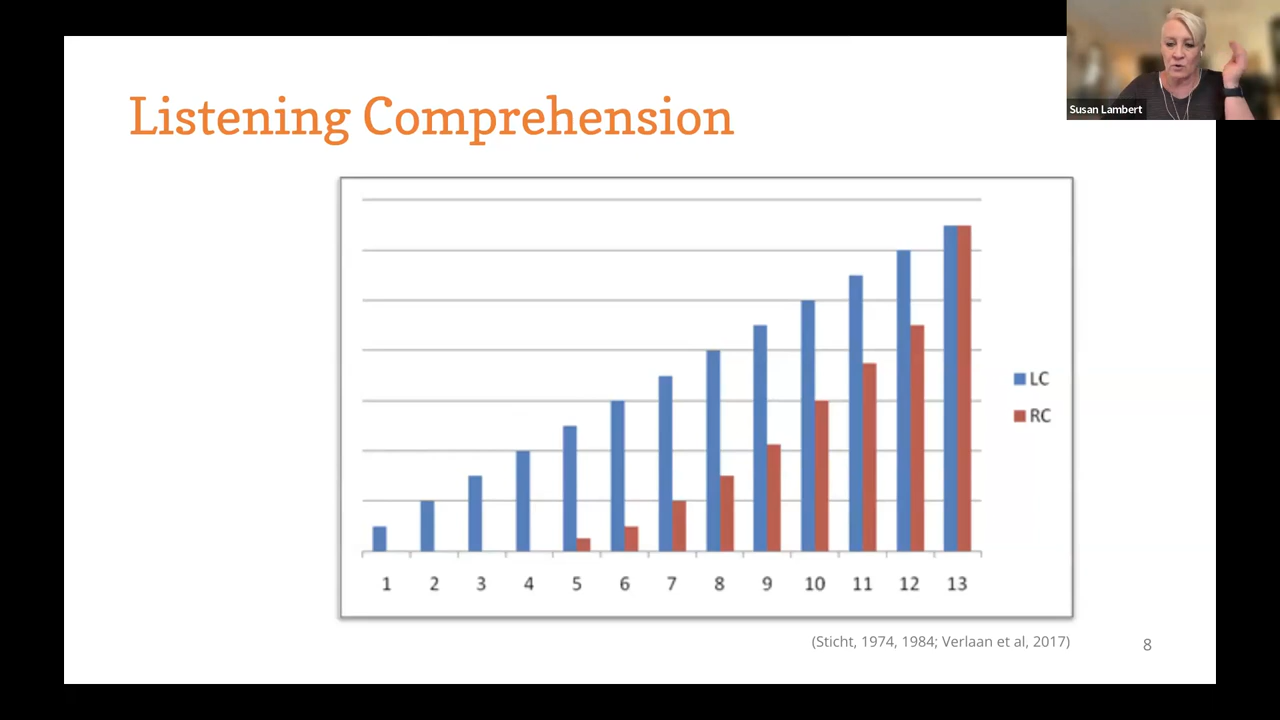 Susan Lambert
Listening Comprehension
LC
RC
1 2 3 4 5 6 7 8 9 10 11 12 13
(Sticht, 1974, 1984; Verlaan et al, 2017)
8